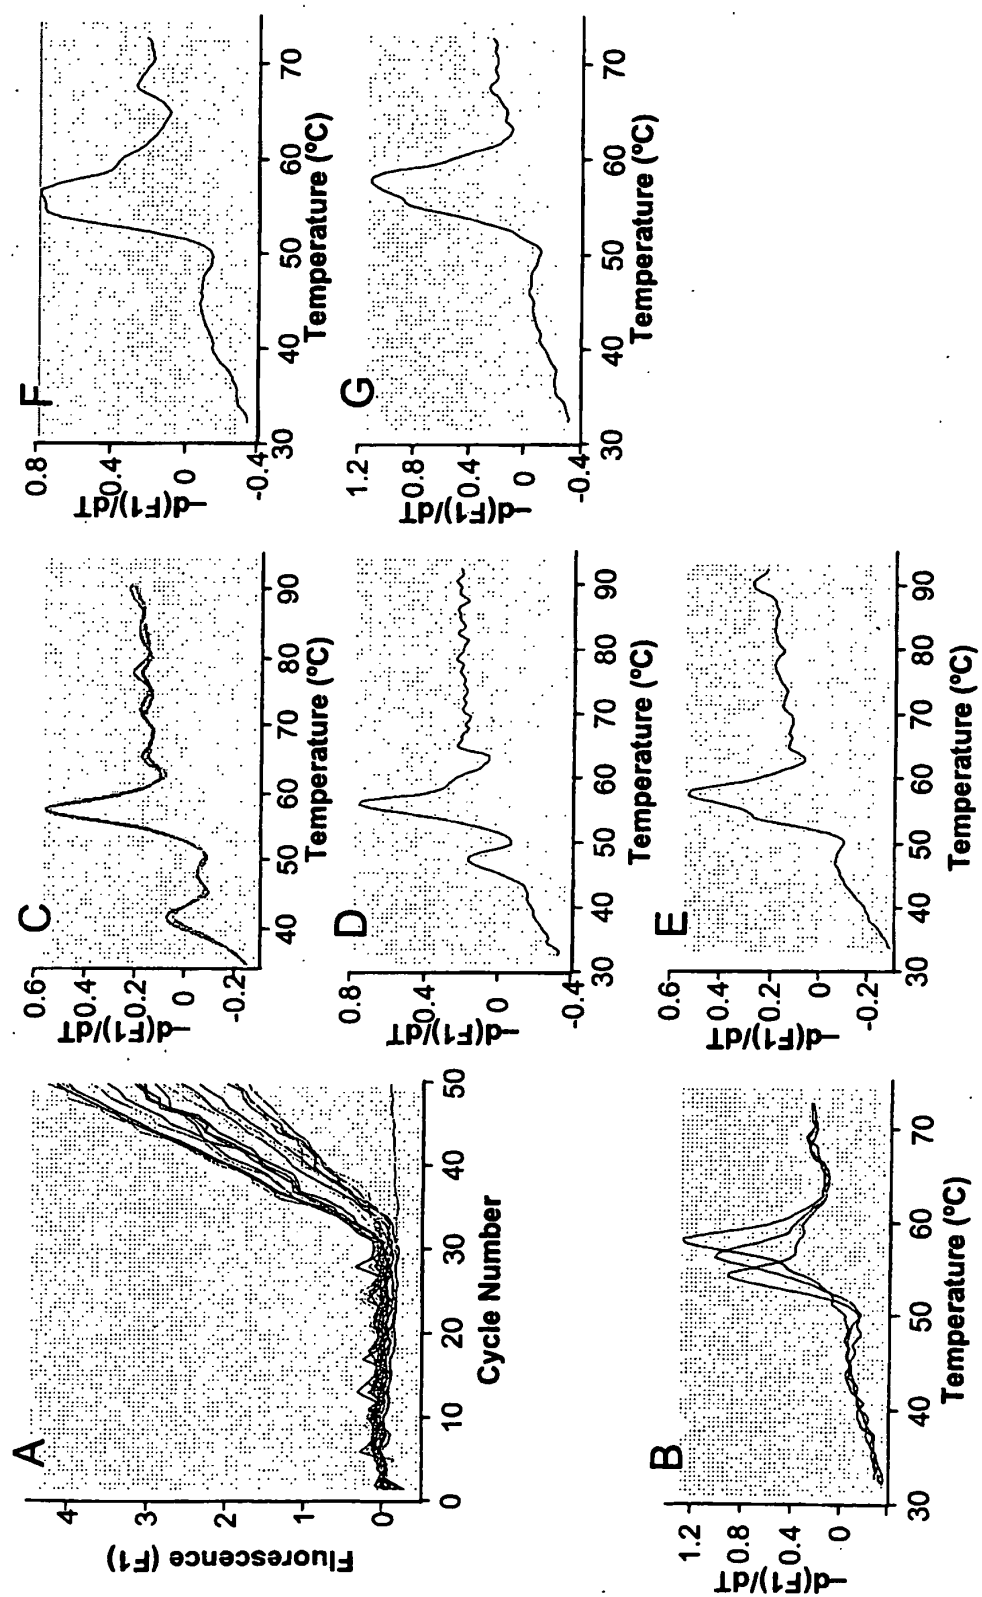 A
Fluorescence (F1)
4
3
2
1
0
0 10 20 30 40 50
Cycle Number
B
–d(F1)/dT
1.2
0.8
0.4
0
30 40 50 60 70
Temperature (ºC)
C
–d(F1)/dT
0.6
0.4
0.2
0
-0.2
40 50 60 70 80 90
Temperature (ºC)
D
–d(F1)/dT
0.8
0.4
0
-0.4
30 40 50 60 70 80 90
Temperature (ºC)
E
–d(F1)/dT
0.6
0.4
0.2
0
-0.2
30 40 50 60 70 80 90
Temperature (ºC)
F
–d(F1)/dT
0.8
0.4
0
-0.4
30 40 50 60 70
Temperature (ºC)
G
–d(F1)/dT
1.2
0.8
0.4
0
-0.4
30 40 50 60 70
Temperature (ºC)